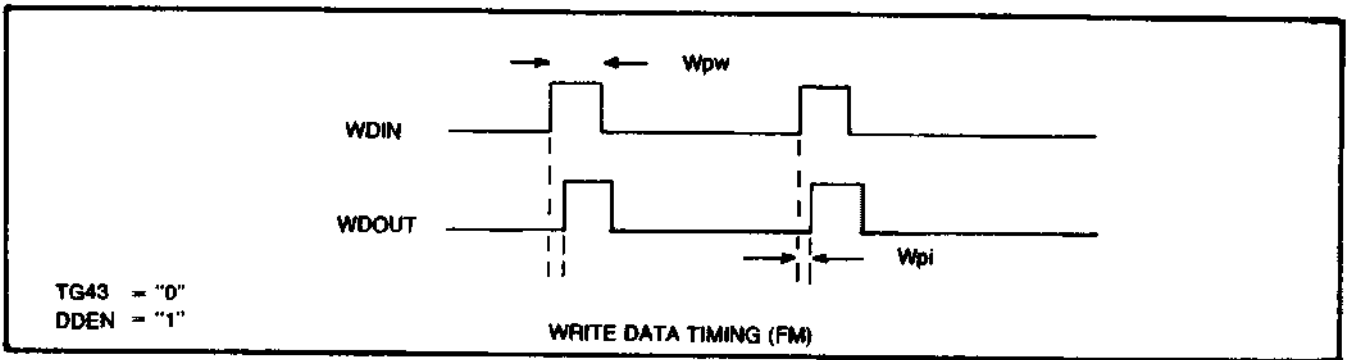 Wpw
WDIN
WDOUT
Wpi
TG43 = "0"
DDEN = "1"
WRITE DATA TIMING (FM)